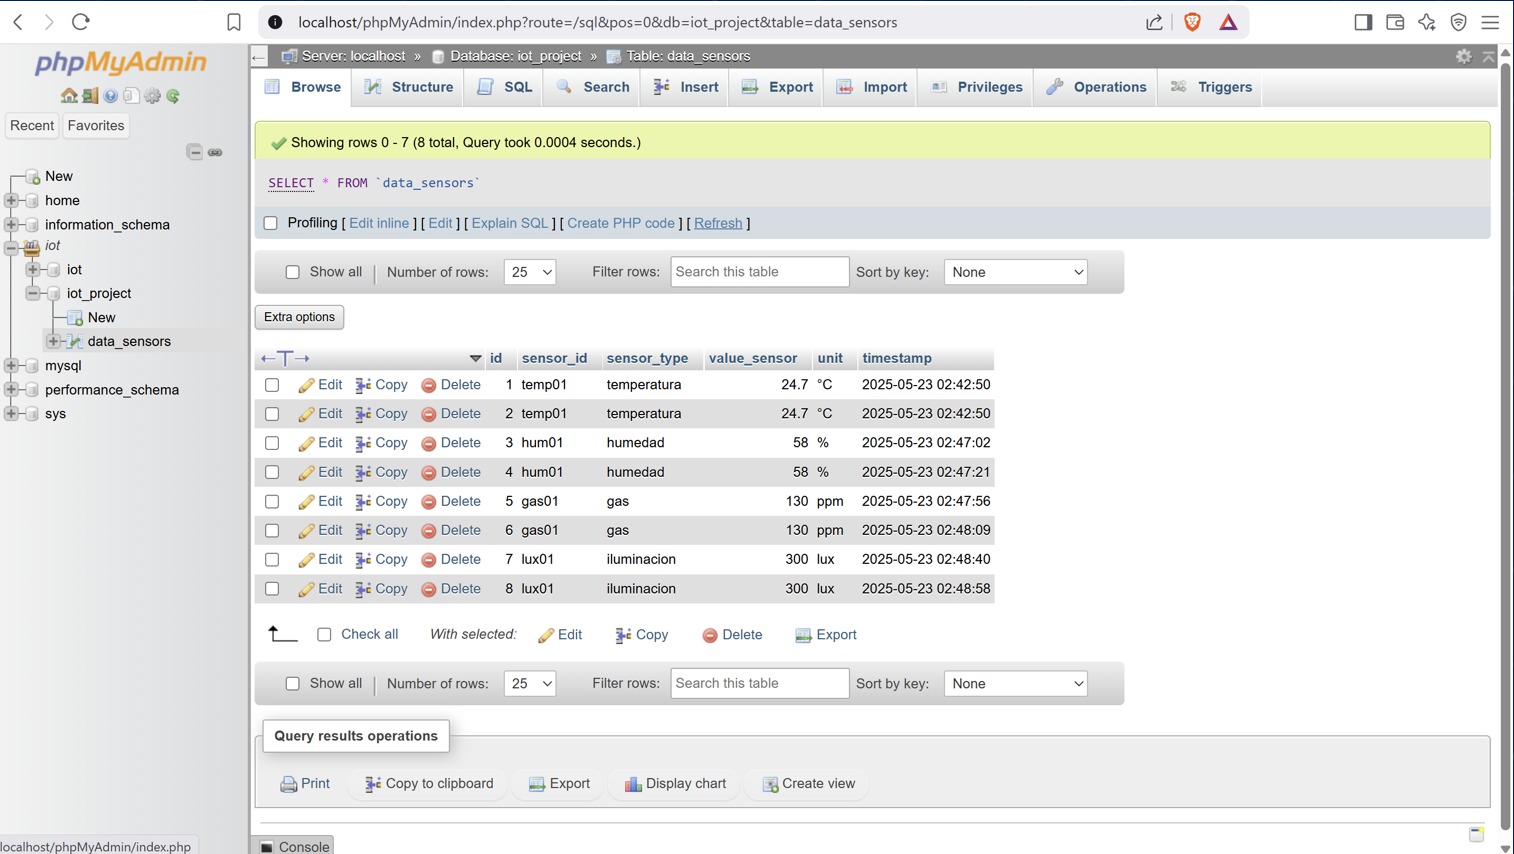 localhost/phpMyAdmin/index.php?route=/sql&pos=0&db=iot_project&table=data_sensors
phpMyAdmin
Recent Favorites
New
home
information_schema
iot
iot
iot_project
New
data_sensors
mysql
performance_schema
sys
localhost/phpMyAdmin/index.php
Server: localhost » Database: iot_project » Table: data_sensors
Browse Structure SQL Search Insert Export Import Privileges Operations Triggers
Showing rows 0 - 7 (8 total, Query took 0.0004 seconds.)
SELECT * FROM `data_sensors`
Profiling [ Edit inline ] [ Edit ] [ Explain SQL ] [ Create PHP code ] [ Refresh ]
Show all Number of rows: 25 Filter rows: Search this table Sort by key: None
Extra options
←T→ id sensor_id sensor_type value_sensor unit timestamp
Edit Copy Delete 1 temp01 temperatura 24.7 °C 2025-05-23 02:42:50
Edit Copy Delete 2 temp01 temperatura 24.7 °C 2025-05-23 02:42:50
Edit Copy Delete 3 hum01 humedad 58 % 2025-05-23 02:47:02
Edit Copy Delete 4 hum01 humedad 58 % 2025-05-23 02:47:21
Edit Copy Delete 5 gas01 gas 130 ppm 2025-05-23 02:47:56
Edit Copy Delete 6 gas01 gas 130 ppm 2025-05-23 02:48:09
Edit Copy Delete 7 lux01 iluminacion 300 lux 2025-05-23 02:48:40
Edit Copy Delete 8 lux01 iluminacion 300 lux 2025-05-23 02:48:58
Check all With selected: Edit Copy Delete Export
Show all Number of rows: 25 Filter rows: Search this table Sort by key: None
Query results operations
Print Copy to clipboard Export Display chart Create view
Console